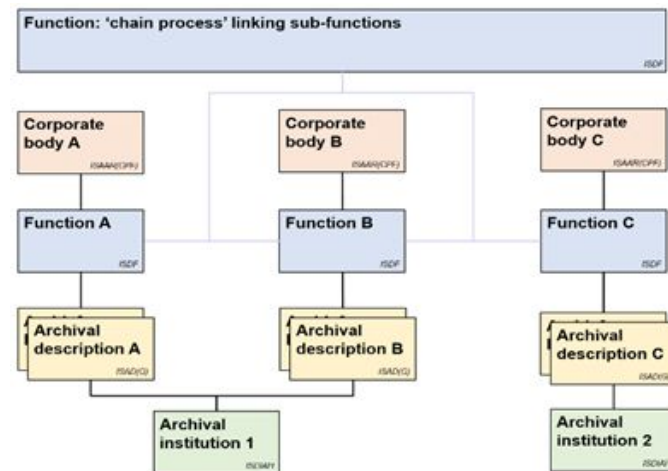 Function: ‘chain process’ linking sub-functions
ISDF
Corporate
body A
ISAAR(CPF)
Corporate
body B
ISAAR(CPF)
Corporate
body C
ISAAR(CPF)
Function A
ISDF
Function B
ISDF
Function C
ISDF
Archival
description A
ISAD(G)
Archival
description B
ISAD(G)
Archival
description C
ISAD(G)
Archival
institution 1
Archival
institution 2